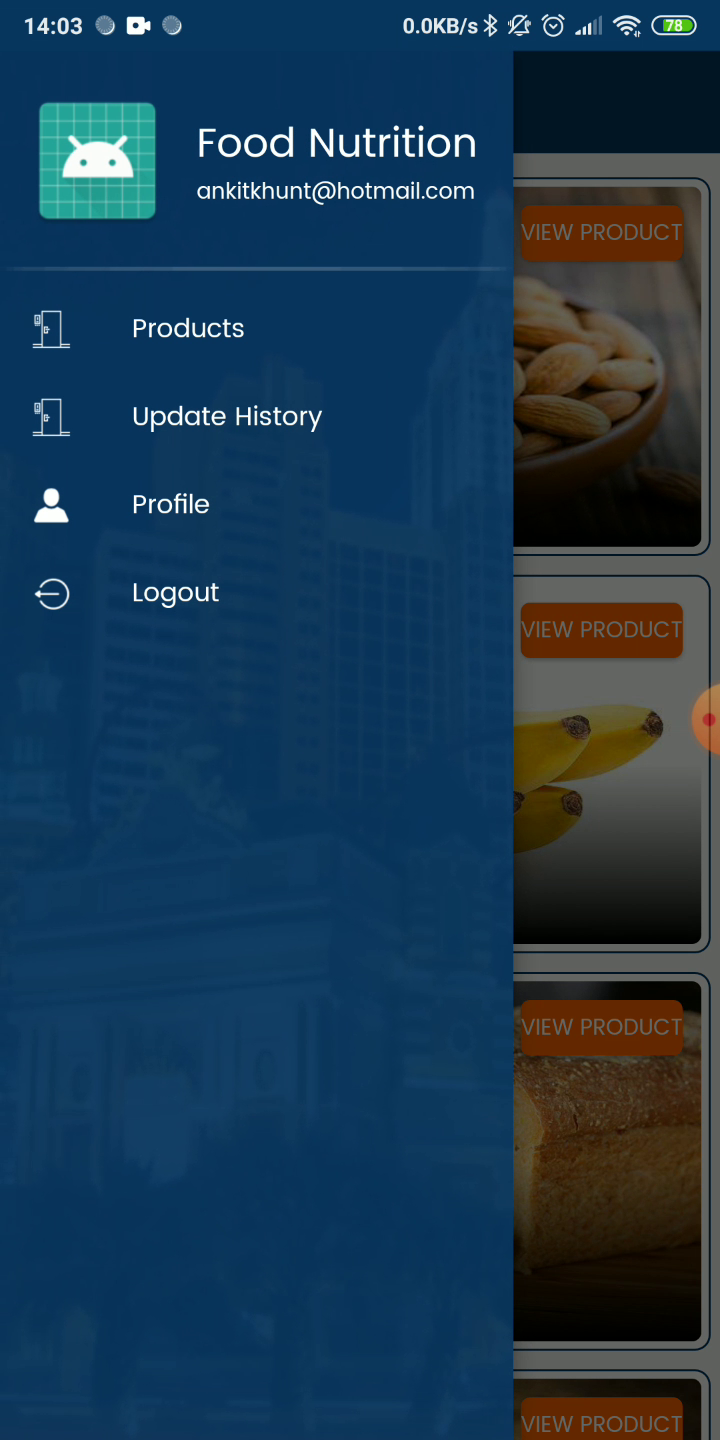 14:03 0.0KB/s 78
Food Nutrition
ankitkhunt@hotmail.com
VIEW PRODUCT
Products
Update History
Profile
Logout
VIEW PRODUCT
VIEW PRODUCT
VIEW PRODUCT